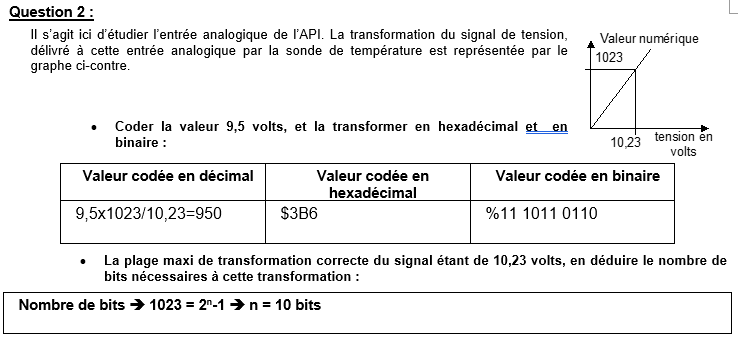 Question 2 :
Il s'agit ici d'étudier l'entrée analogique de l'API. La transformation du signal de tension,
délivré à cette entrée analogique par la sonde de température est représentée par le
graphe ci-contre.
Valeur numérique
1023
10,23
tension en
volts
• Coder la valeur 9,5 volts, et la transformer en hexadécimal et en
binaire :
Valeur codée en décimal
Valeur codée en
hexadécimal
Valeur codée en binaire
9,5x1023/10,23=950
$3B6
%11 1011 0110
• La plage maxi de transformation correcte du signal étant de 10,23 volts, en déduire le nombre de
bits nécessaires à cette transformation :
Nombre de bits ➔ 1023 = 2ⁿ-1 ➔ n = 10 bits